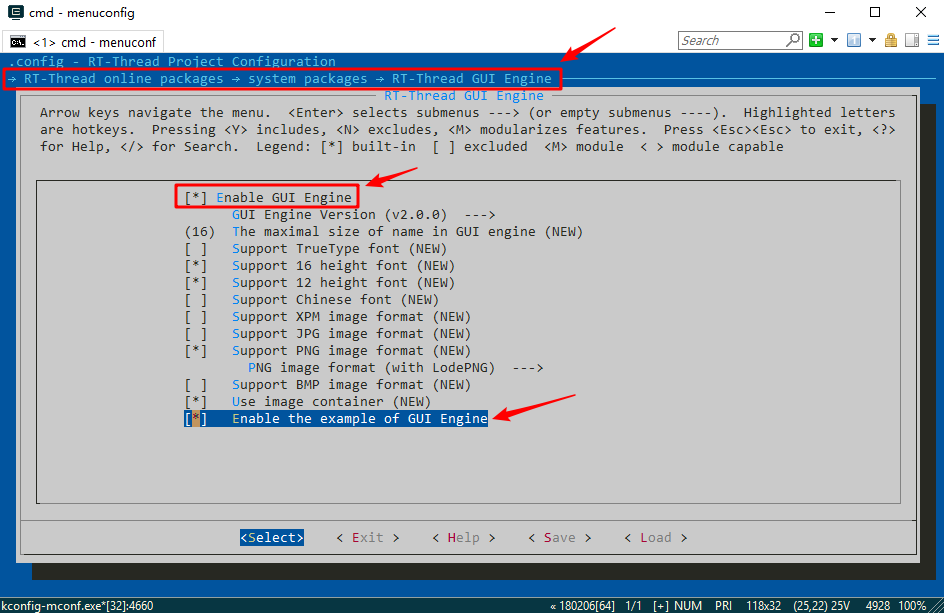 cmd - menuconfig
<1> cmd - menuconf
Search
.config - RT-Thread Project Configuration
→ RT-Thread online packages → system packages → RT-Thread GUI Engine
RT-Thread GUI Engine
Arrow keys navigate the menu. <Enter> selects submenus ---> (or empty submenus ----). Highlighted letters
are hotkeys. Pressing <Y> includes, <N> excludes, <M> modularizes features. Press <Esc><Esc> to exit, <?>
for Help, </> for Search. Legend: [*] built-in [ ] excluded <M> module < > module capable
[*] Enable GUI Engine
GUI Engine Version (v2.0.0) --->
(16) The maximal size of name in GUI engine (NEW)
[ ] Support TrueType font (NEW)
[*] Support 16 height font (NEW)
[*] Support 12 height font (NEW)
[ ] Support Chinese font (NEW)
[ ] Support XPM image format (NEW)
[ ] Support JPG image format (NEW)
[*] Support PNG image format (NEW)
PNG image format (with LodePNG) --->
[ ] Support BMP image format (NEW)
[*] Use image container (NEW)
[*] Enable the example of GUI Engine
<Select> < Exit > < Help > < Save > < Load >
kconfig-mconf.exe*[32]:4660 « 180206[64] 1/1 [+] NUM PRI 118x32 (25,22) 25V 4928 100%